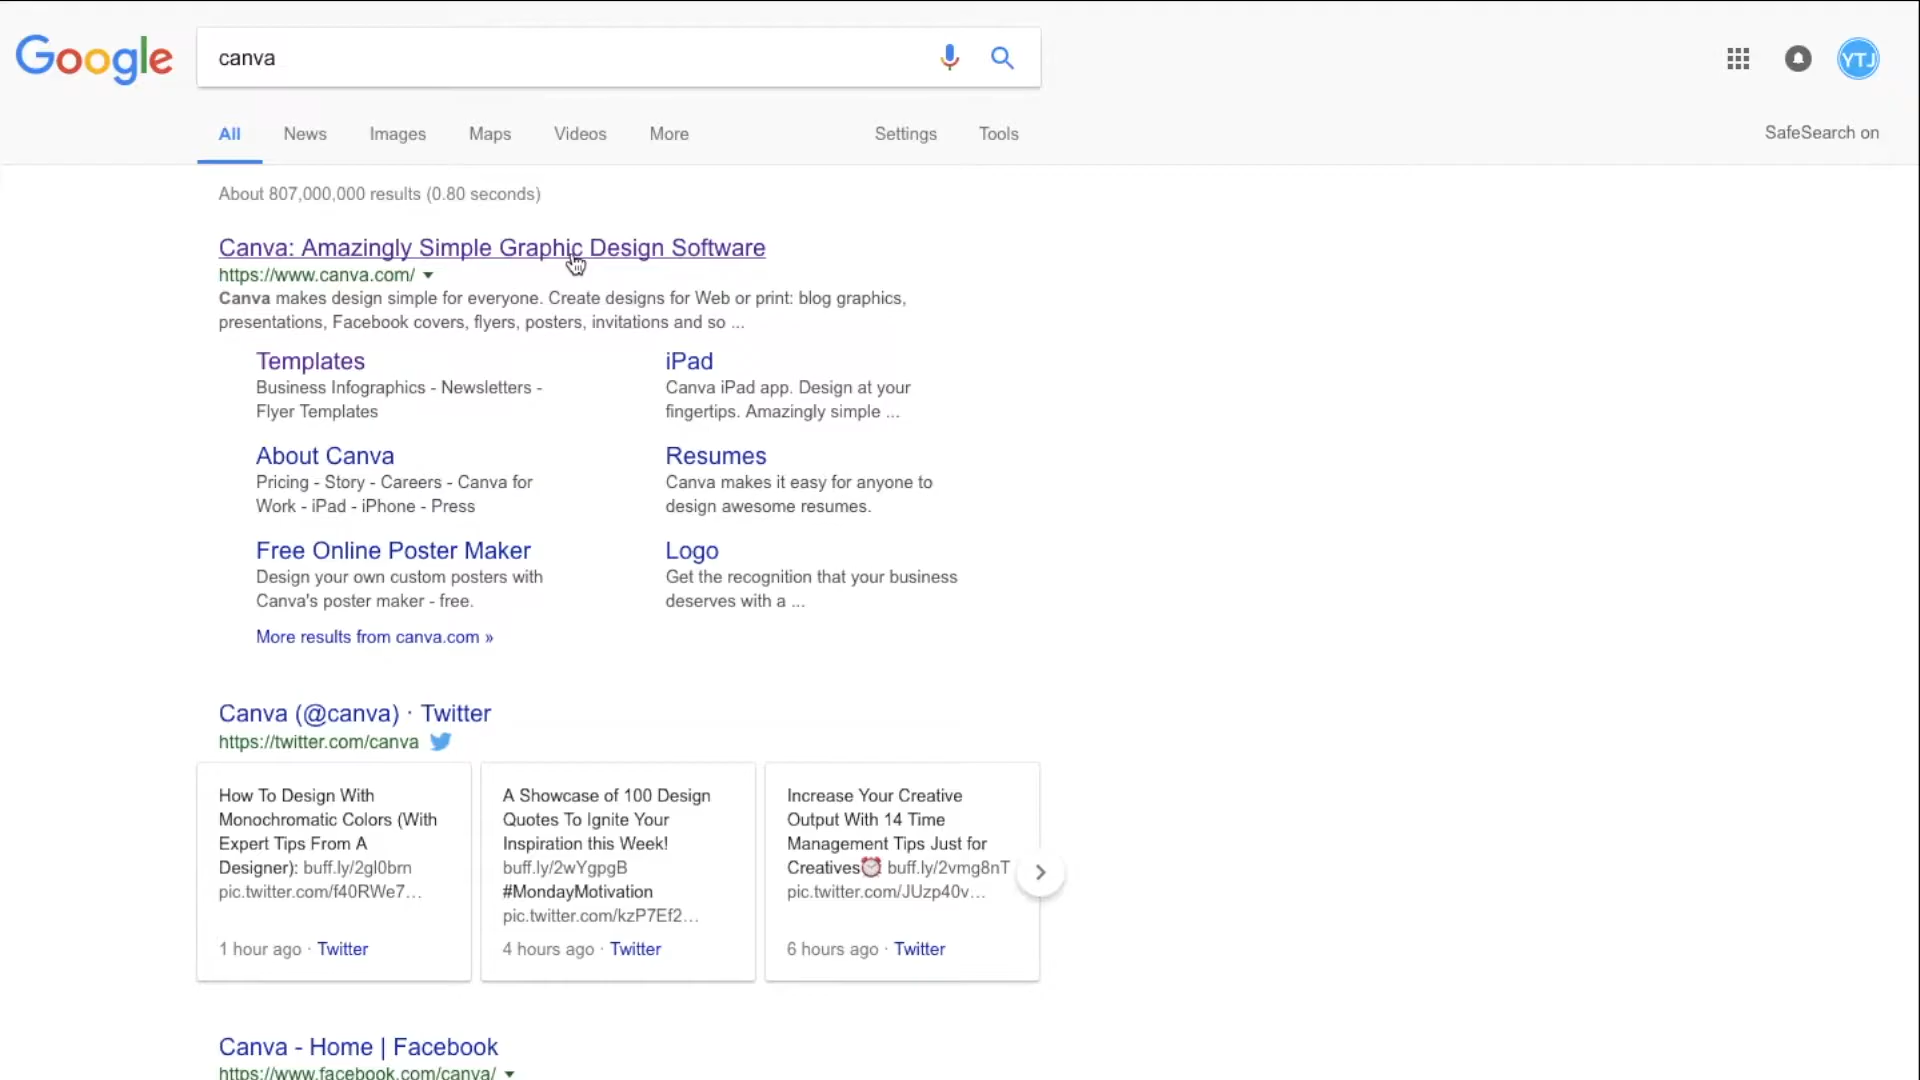 Google
canva
YTJ
All News Images Maps Videos More Settings Tools
SafeSearch on
About 807,000,000 results (0.80 seconds)
Canva: Amazingly Simple Graphic Design Software
https://www.canva.com/
Canva makes design simple for everyone. Create designs for Web or print: blog graphics,
presentations, Facebook covers, flyers, posters, invitations and so ...
Templates
Business Infographics - Newsletters -
Flyer Templates
iPad
Canva iPad app. Design at your
fingertips. Amazingly simple ...
About Canva
Pricing - Story - Careers - Canva for
Work - iPad - iPhone - Press
Resumes
Canva makes it easy for anyone to
design awesome resumes.
Free Online Poster Maker
Design your own custom posters with
Canva's poster maker - free.
Logo
Get the recognition that your business
deserves with a ...
More results from canva.com »
Canva (@canva) · Twitter
https://twitter.com/canva
How To Design With
Monochromatic Colors (With
Expert Tips From A
Designer): buff.ly/2gl0brn
pic.twitter.com/f40RWe7...
1 hour ago · Twitter
A Showcase of 100 Design
Quotes To Ignite Your
Inspiration this Week!
buff.ly/2wYgpgB
#MondayMotivation
pic.twitter.com/kzP7Ef2...
4 hours ago · Twitter
Increase Your Creative
Output With 14 Time
Management Tips Just for
Creatives⏰ buff.ly/2vmg8nT
pic.twitter.com/JUzp40v...
6 hours ago · Twitter
Canva - Home | Facebook
https://www.facebook.com/canva/